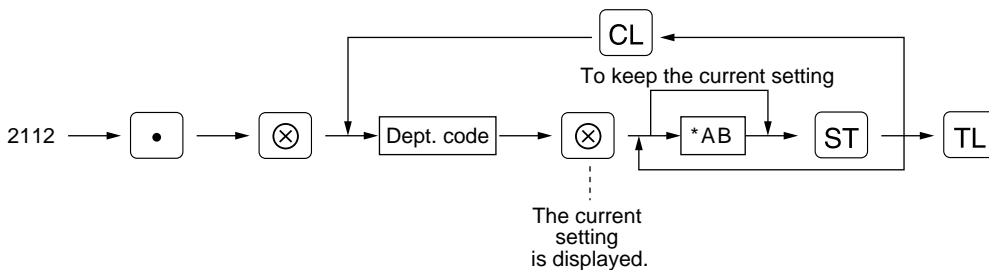 CL
To keep the current setting
2112 • ⊗ Dept. code ⊗ *AB ST TL
The current
setting
is displayed.